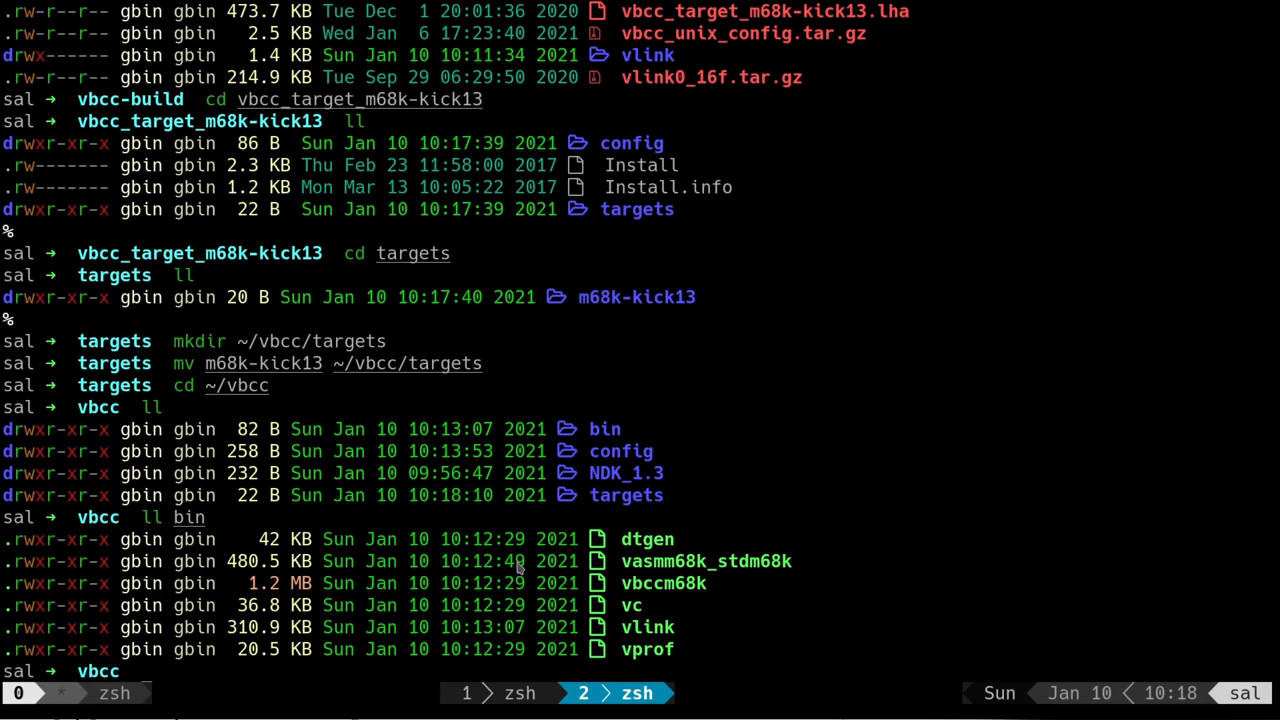 .rw-r--r-- gbin gbin 473.7 KB Tue Dec  1 20:01:36 2020 vbcc_target_m68k-kick13.lha
.rw-r--r-- gbin gbin 2.5 KB Wed Jan  6 17:23:40 2021 vbcc_unix_config.tar.gz
drwx------ gbin gbin 1.4 KB Sun Jan 10 10:11:34 2021 vlink
.rw-r--r-- gbin gbin 214.9 KB Tue Sep 29 06:29:50 2020 vlink0_16f.tar.gz
sal → vbcc-build cd vbcc_target_m68k-kick13
sal → vbcc_target_m68k-kick13 ll
drwxr-xr-x gbin gbin 86 B Sun Jan 10 10:17:39 2021 config
.rw------- gbin gbin 2.3 KB Thu Feb 23 11:58:00 2017 Install
.rw------- gbin gbin 1.2 KB Mon Mar 13 10:05:22 2017 Install.info
drwxr-xr-x gbin gbin 22 B Sun Jan 10 10:17:39 2021 targets
%
sal → vbcc_target_m68k-kick13 cd targets
sal → targets ll
drwxr-xr-x gbin gbin 20 B Sun Jan 10 10:17:40 2021 m68k-kick13
%
sal → targets mkdir ~/vbcc/targets
sal → targets mv m68k-kick13 ~/vbcc/targets
sal → targets cd ~/vbcc
sal → vbcc ll
drwxr-xr-x gbin gbin 82 B Sun Jan 10 10:13:07 2021 bin
drwxr-xr-x gbin gbin 258 B Sun Jan 10 10:13:53 2021 config
drwxr-xr-x gbin gbin 232 B Sun Jan 10 09:56:47 2021 NDK_1.3
drwxr-xr-x gbin gbin 22 B Sun Jan 10 10:18:10 2021 targets
sal → vbcc ll bin
.rwxr-xr-x gbin gbin 42 KB Sun Jan 10 10:12:29 2021 dtgen
.rwxr-xr-x gbin gbin 480.5 KB Sun Jan 10 10:12:49 2021 vasmm68k_stdm68k
.rwxr-xr-x gbin gbin 1.2 MB Sun Jan 10 10:12:29 2021 vbccm68k
.rwxr-xr-x gbin gbin 36.8 KB Sun Jan 10 10:12:29 2021 vc
.rwxr-xr-x gbin gbin 310.9 KB Sun Jan 10 10:13:07 2021 vlink
.rwxr-xr-x gbin gbin 20.5 KB Sun Jan 10 10:12:29 2021 vprof
sal → vbcc
0 * zsh 1 zsh 2 zsh Sun Jan 10 10:18 sal